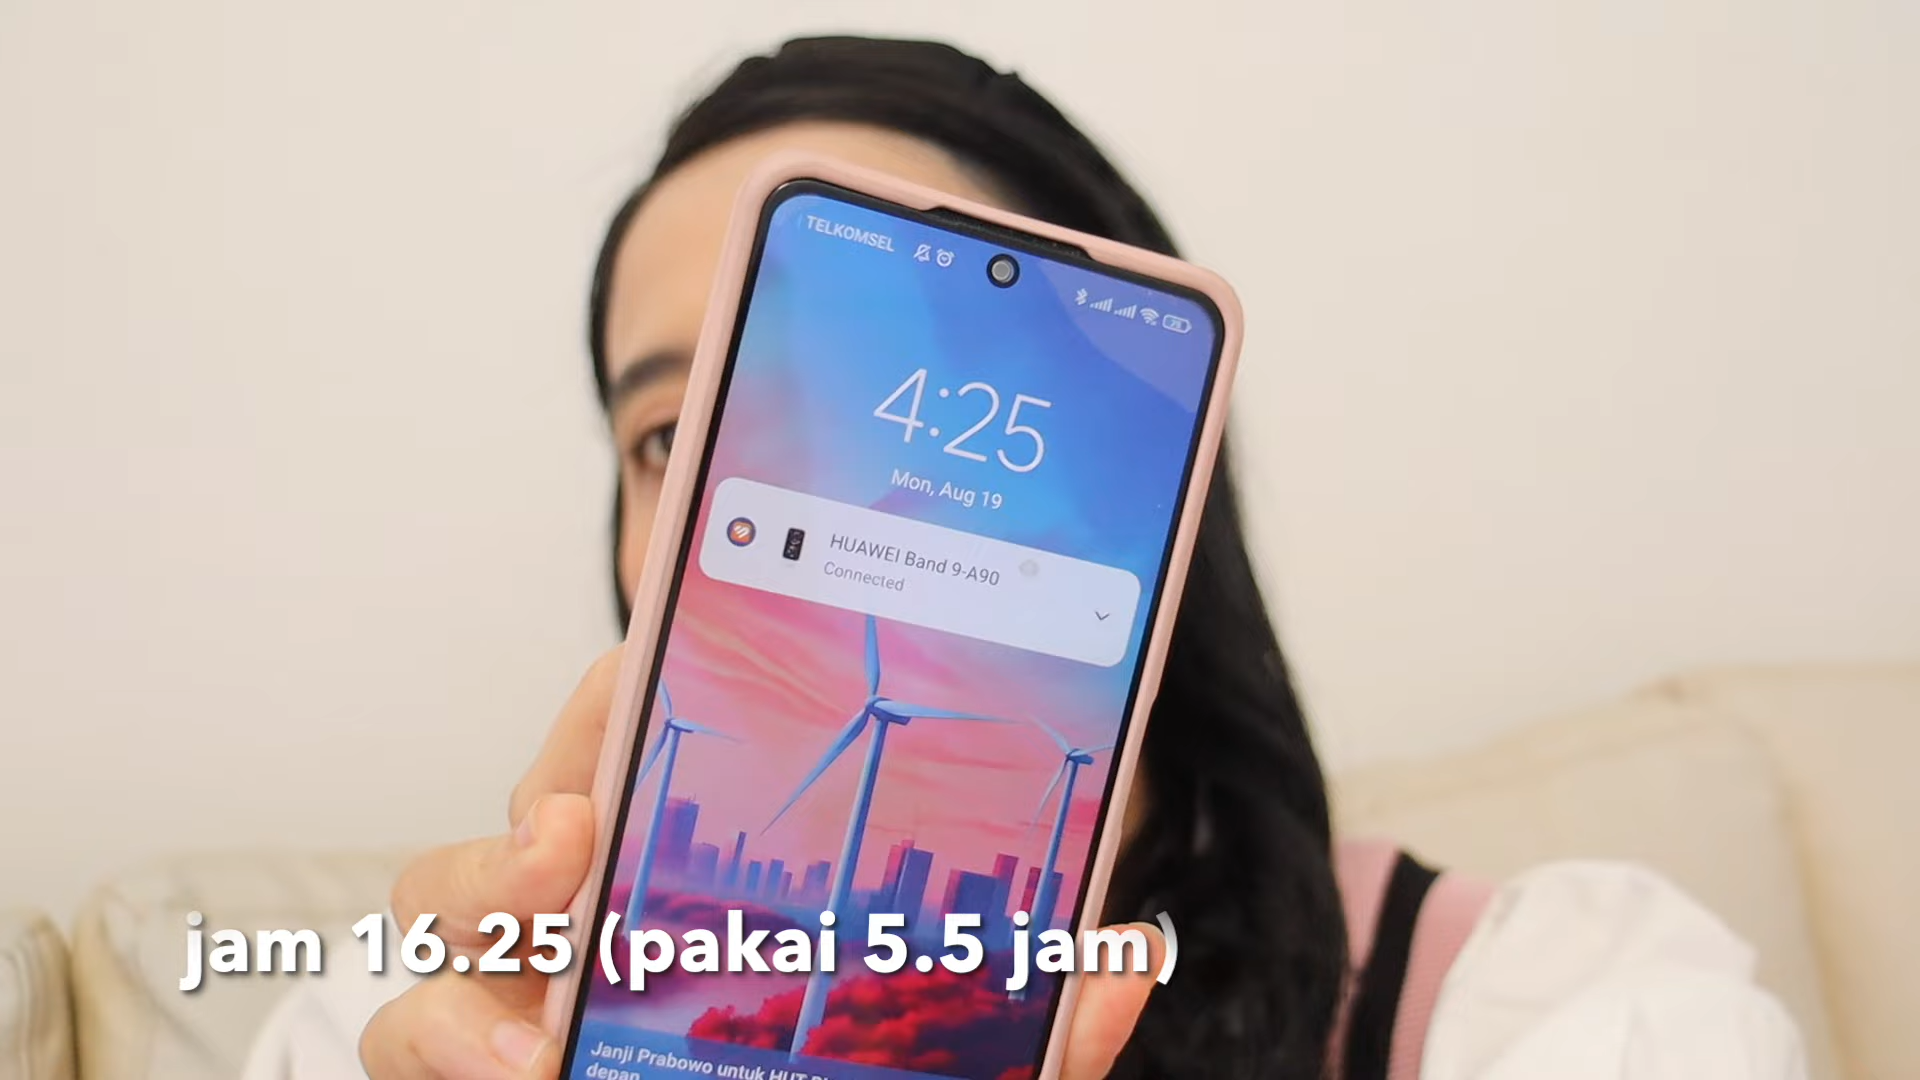 TELKOMSEL
4:25
Mon, Aug 19
HUAWEI Band 9-A90
Connected
jam 16.25 (pakai 5.5 jam)
Janji Prabowo untuk HUT
depan